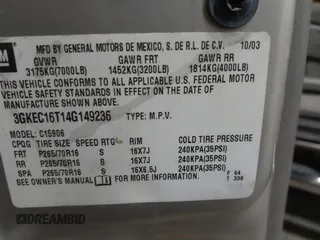 GM
MFD BY GENERAL MOTORS DE MEXICO, S. DE R.L. DE C.V. 10/03
GVWR GAWR FRT GAWR RR
3175KG(7000LB) 1452KG(3200LB) 1814KG(4000LB)
THIS VEHICLE CONFORMS TO ALL APPLICABLE U.S. FEDERAL MOTOR
VEHICLE SAFETY STANDARDS IN EFFECT ON THE DATE OF
MANUFACTURE SHOWN ABOVE.
3GKEC16T14G149236 TYPE: M.P.V.
MODEL: C15906
TIRE SIZE SPEED RTG RIM COLD TIRE PRESSURE
FRT P265/70R16 S 16X7J 240KPA(35PSI)
RR P265/70R16 S 16X7J 240KPA(35PSI)
SPA P265/70R16 S 16X6.5J 240KPA(35PSI)
SEE OWNER'S MANUAL
DREAMBID